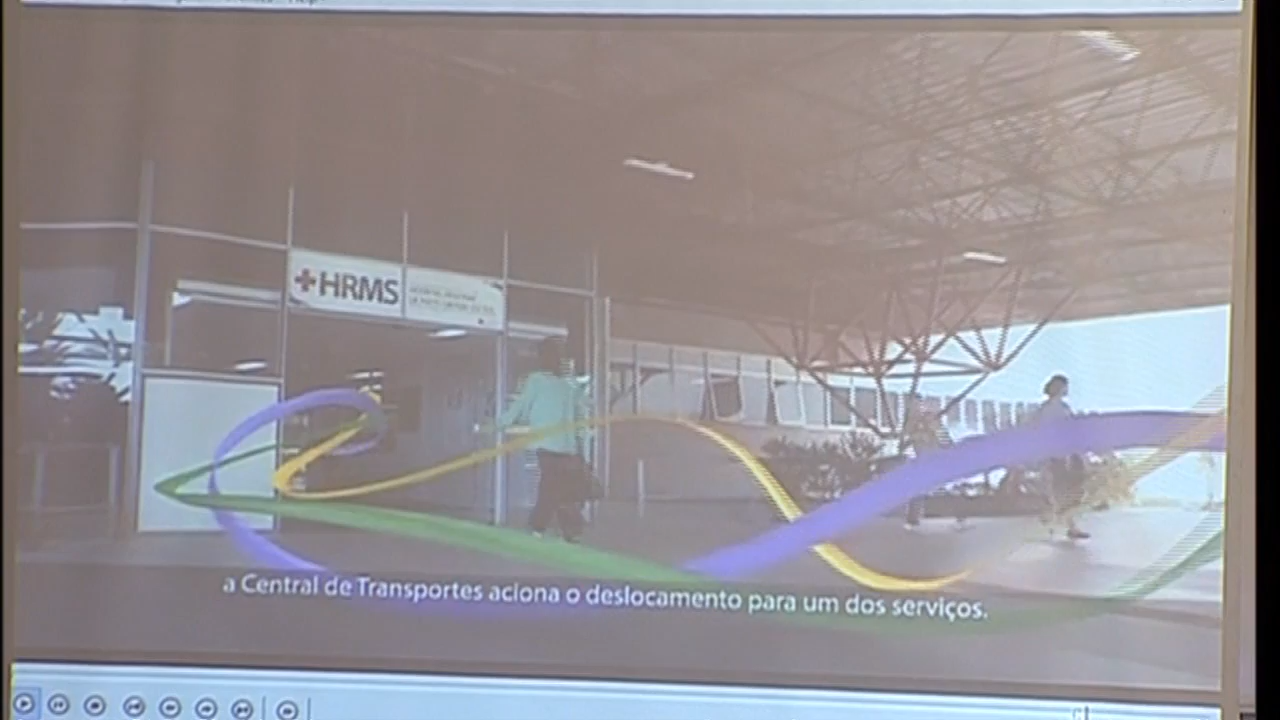 +HRMS
a Central de Transportes aciona o deslocamento para um dos serviços.